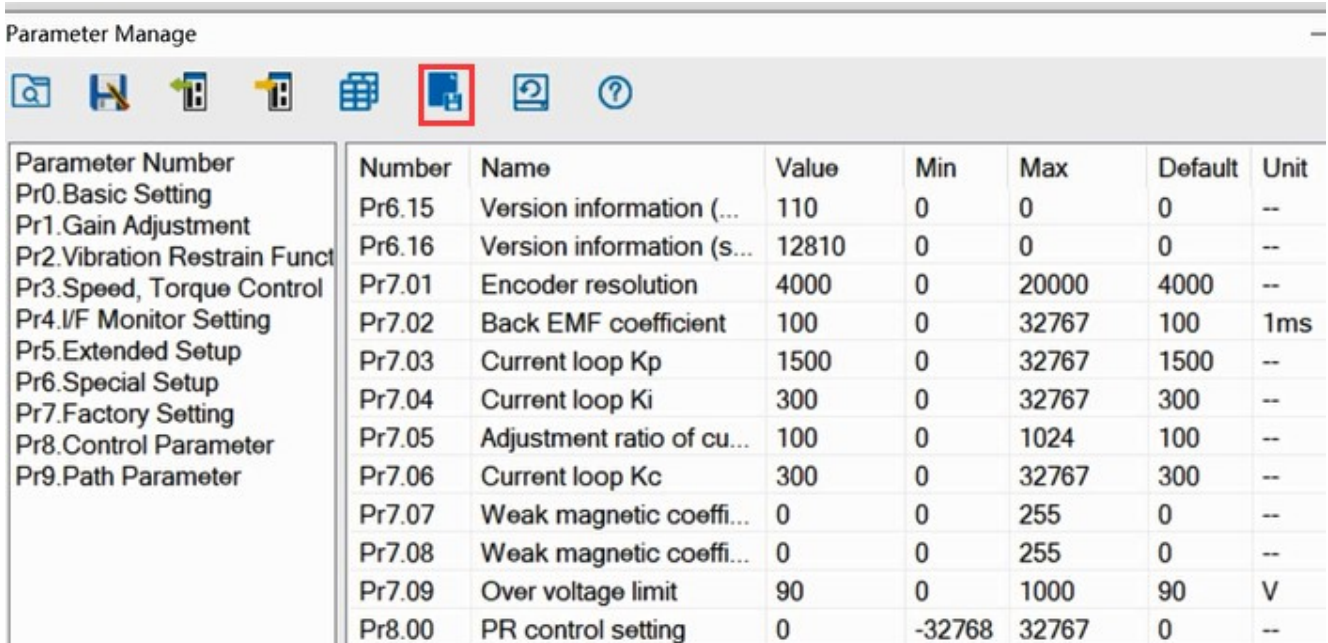 Parameter Manage
Parameter Number
Pr0.Basic Setting
Pr1.Gain Adjustment
Pr2.Vibration Restrain Funct
Pr3.Speed, Torque Control
Pr4.I/F Monitor Setting
Pr5.Extended Setup
Pr6.Special Setup
Pr7.Factory Setting
Pr8.Control Parameter
Pr9.Path Parameter
Number Name Value Min Max Default Unit
Pr6.15 Version information (... 110 0 0 0 --
Pr6.16 Version information (s... 12810 0 0 0 --
Pr7.01 Encoder resolution 4000 0 20000 4000 --
Pr7.02 Back EMF coefficient 100 0 32767 100 1ms
Pr7.03 Current loop Kp 1500 0 32767 1500 --
Pr7.04 Current loop Ki 300 0 32767 300 --
Pr7.05 Adjustment ratio of cu... 100 0 1024 100 --
Pr7.06 Current loop Kc 300 0 32767 300 --
Pr7.07 Weak magnetic coeffi... 0 0 255 0 --
Pr7.08 Weak magnetic coeffi... 0 0 255 0 --
Pr7.09 Over voltage limit 90 0 1000 90 V
Pr8.00 PR control setting 0 -32768 32767 0 --